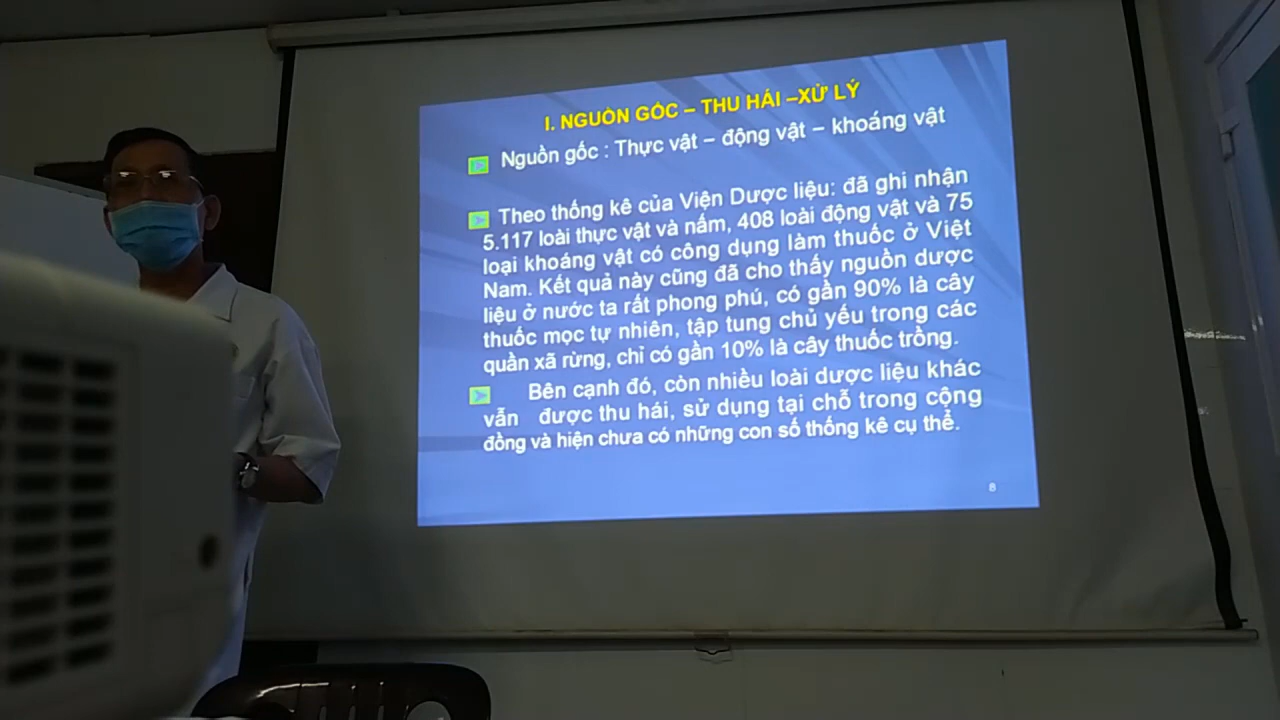 I. NGUỒN GỐC – THU HÁI –XỬ LÝ
Nguồn gốc : Thực vật – động vật – khoáng vật
Theo thống kê của Viện Dược liệu: đã ghi nhận
5.117 loài thực vật và nấm, 408 loài động vật và 75
loại khoáng vật có công dụng làm thuốc ở Việt
Nam. Kết quả này cũng đã cho thấy nguồn dược
liệu ở nước ta rất phong phú, có gần 90% là cây
thuốc mọc tự nhiên, tập tung chủ yếu trong các
quần xã rừng, chỉ có gần 10% là cây thuốc trồng.
Bên cạnh đó, còn nhiều loài dược liệu khác
vẫn được thu hái, sử dụng tại chỗ trong cộng
đồng và hiện chưa có những con số thống kê cụ thể.
8